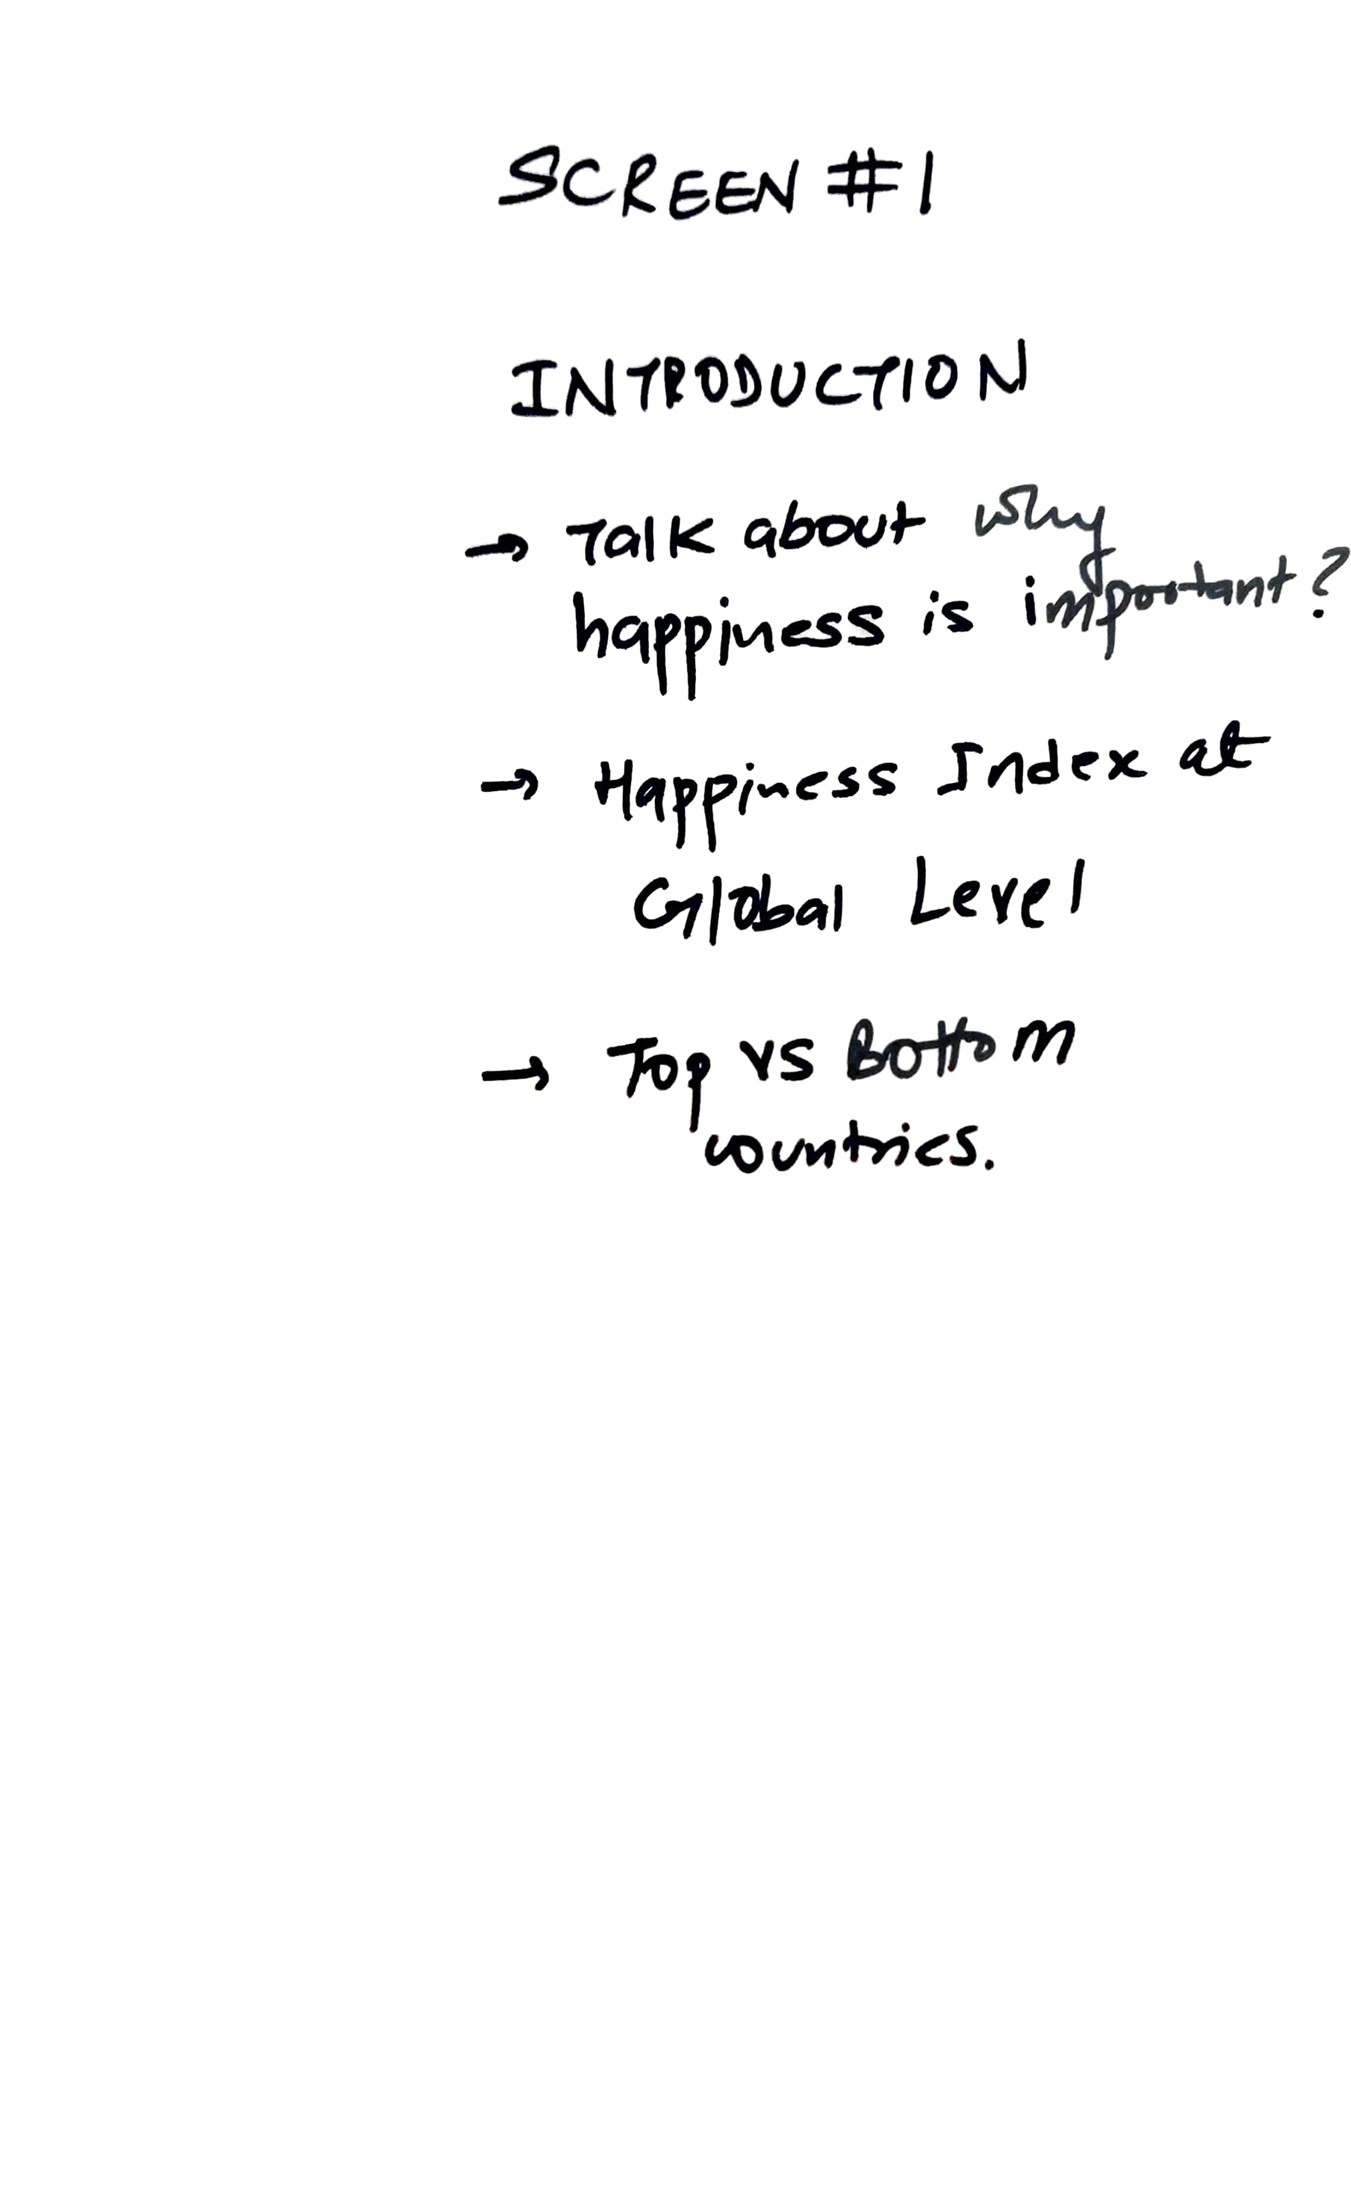 SCREEN #1
INTRODUCTION
→ Talk about why
happiness is important?
→ Happiness Index at
Global Level
→ Top vs Bottom
countries.